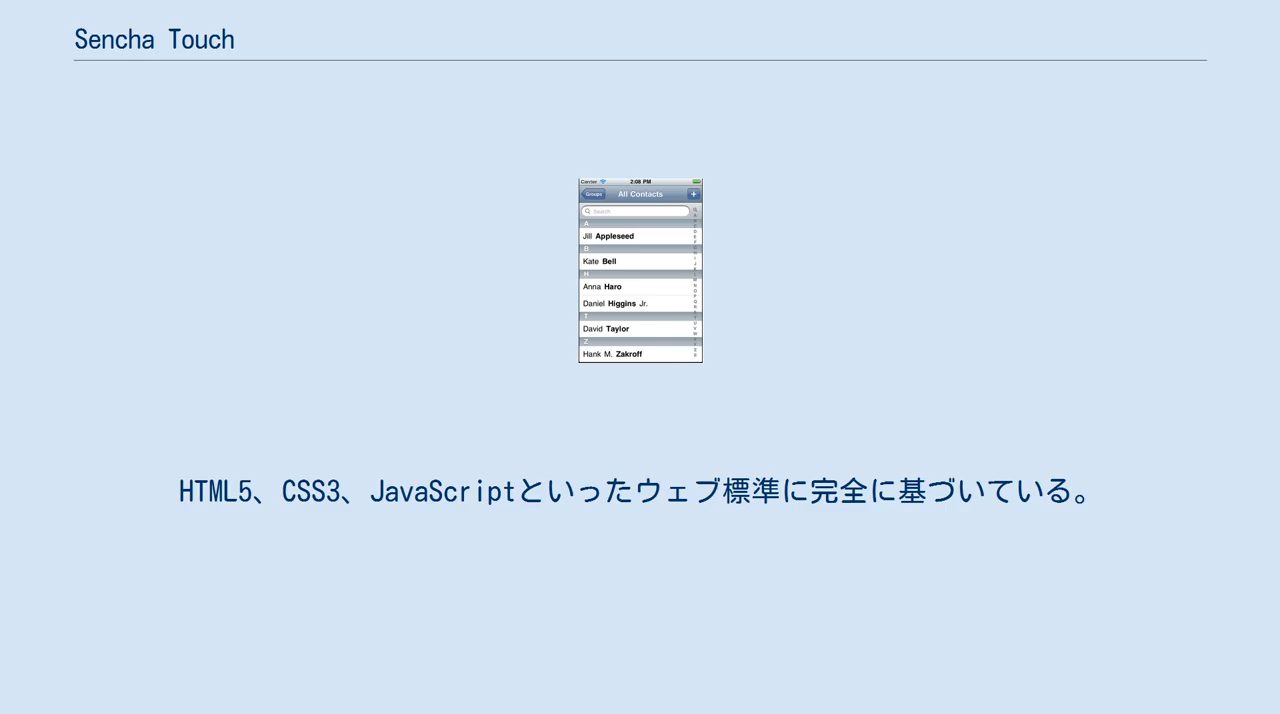 Sencha Touch
Carrier 2:06 PM
Groups All Contacts +
Search
A
Jill Appleseed
B
Kate Bell
H
Anna Haro
Daniel Higgins Jr.
T
David Taylor
Z
Hank M. Zakroff
HTML5、CSS3、JavaScriptといったウェブ標準に完全に基づいている。